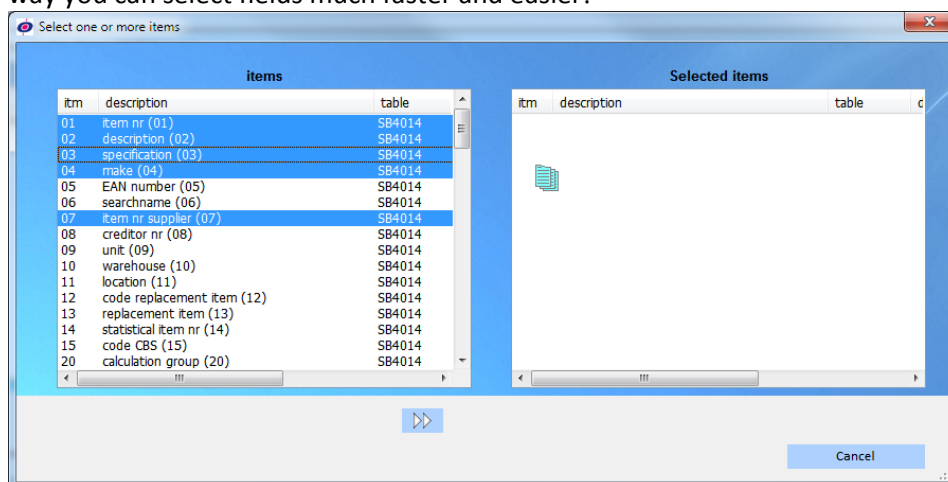 way you can select fields much faster and easier.
Select one or more items
items
itm description table
01 item nr (01) SB4014
02 description (02) SB4014
03 specification (03) SB4014
04 make (04) SB4014
05 EAN number (05) SB4014
06 searchname (06) SB4014
07 item nr supplier (07) SB4014
08 creditor nr (08) SB4014
09 unit (09) SB4014
10 warehouse (10) SB4014
11 location (11) SB4014
12 code replacement item (12) SB4014
13 replacement item (13) SB4014
14 statistical item nr (14) SB4014
15 code CBS (15) SB4014
20 calculation group (20) SB4014
Selected items
itm description table
Cancel